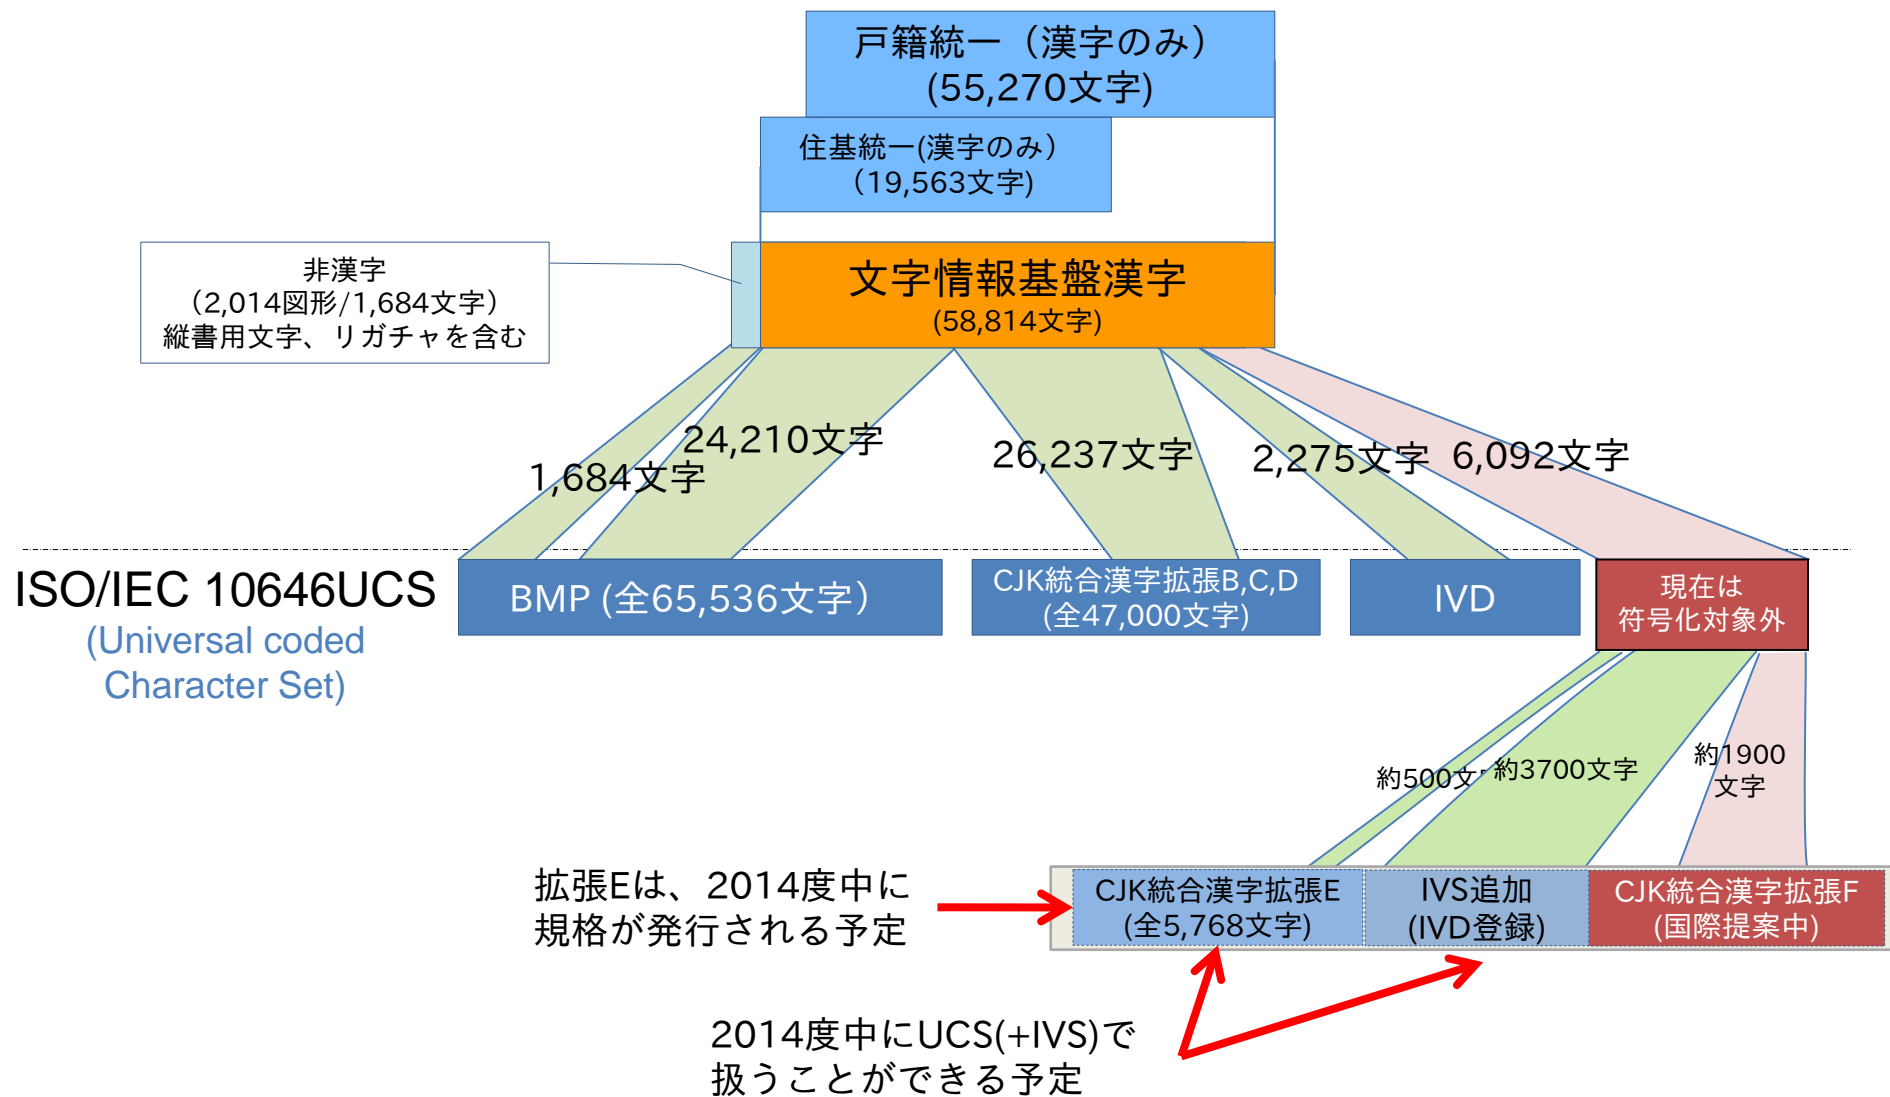 戸籍統一（漢字のみ）
(55,270文字)
住基統一(漢字のみ）
（19,563文字)
非漢字
（2,014図形/1,684文字）
縦書用文字、リガチャを含む
文字情報基盤漢字
(58,814文字)
24,210文字
1,684文字
26,237文字
2,275文字
6,092文字
ISO/IEC 10646UCS
(Universal coded
Character Set)
BMP (全65,536文字）
CJK統合漢字拡張B,C,D
(全47,000文字)
IVD
現在は
符号化対象外
約500文
約3700文字
約1900
文字
拡張Eは、2014度中に
規格が発行される予定
CJK統合漢字拡張E
(全5,768文字)
IVS追加
(IVD登録)
CJK統合漢字拡張F
(国際提案中)
2014度中にUCS(+IVS)で
扱うことができる予定